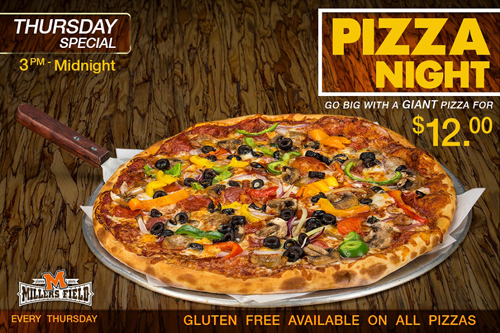 THURSDAY
SPECIAL
3PM - Midnight
PIZZA
NIGHT
GO BIG WITH A GIANT PIZZA FOR
$12.00
M
MILLERS FIELD
EVERY THURSDAY
GLUTEN FREE AVAILABLE ON ALL PIZZAS